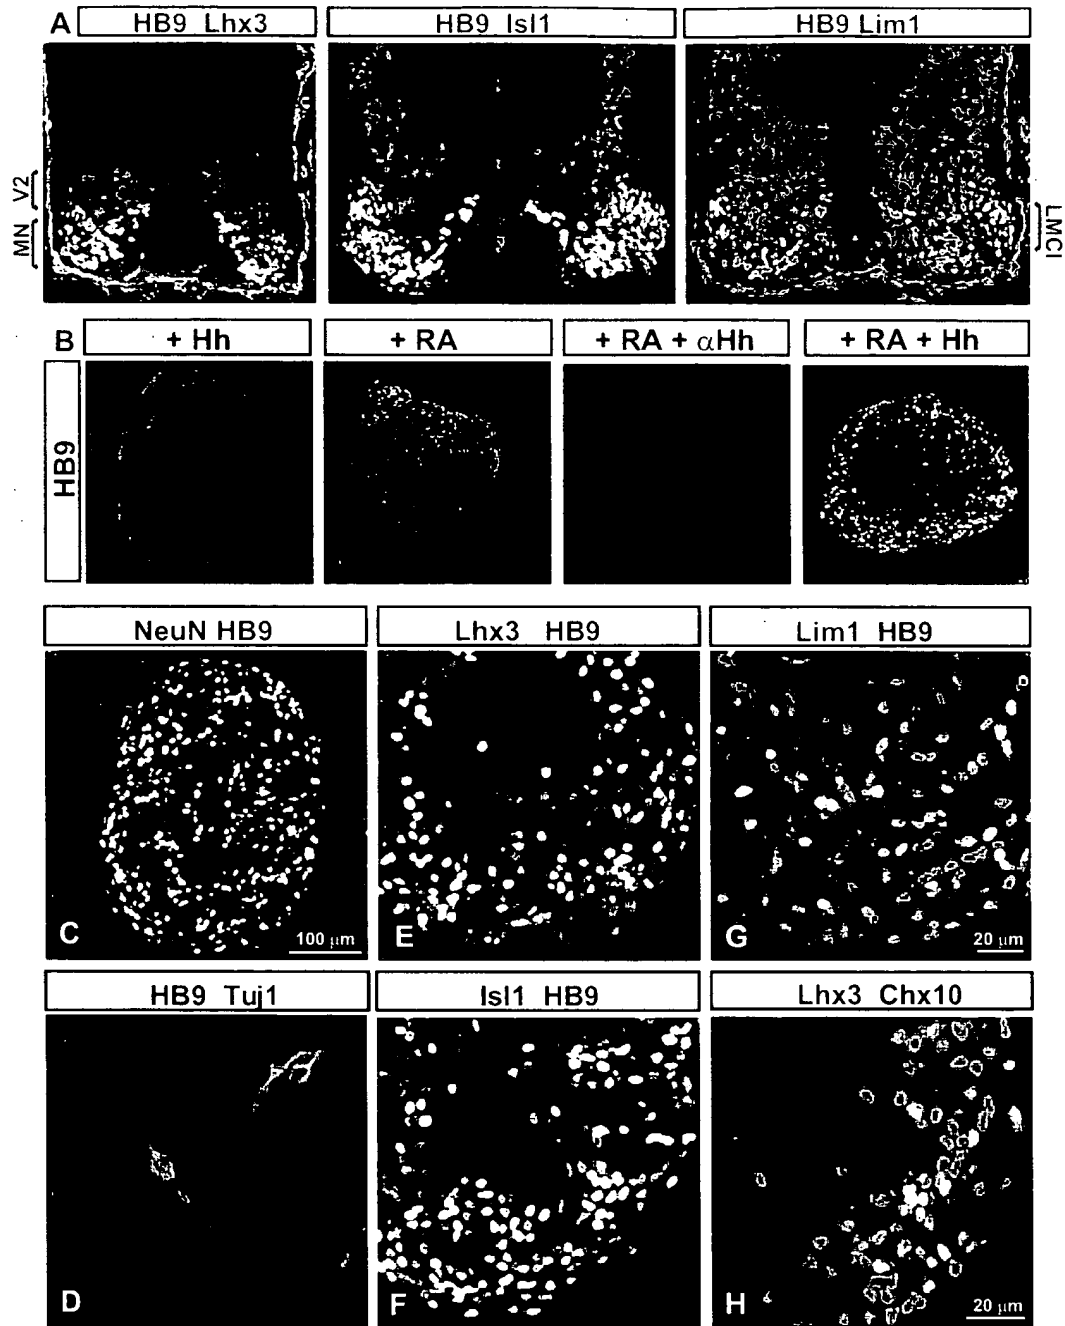 A
HB9 Lhx3
HB9 Isl1
HB9 Lim1
V2
MN
LMCl
B
+ Hh
+ RA
+ RA + αHh
+ RA + Hh
HB9
NeuN HB9
Lhx3 HB9
Lim1 HB9
C
100 μm
E
G
20 μm
HB9 Tuj1
Isl1 HB9
Lhx3 Chx10
D
F
H
20 μm